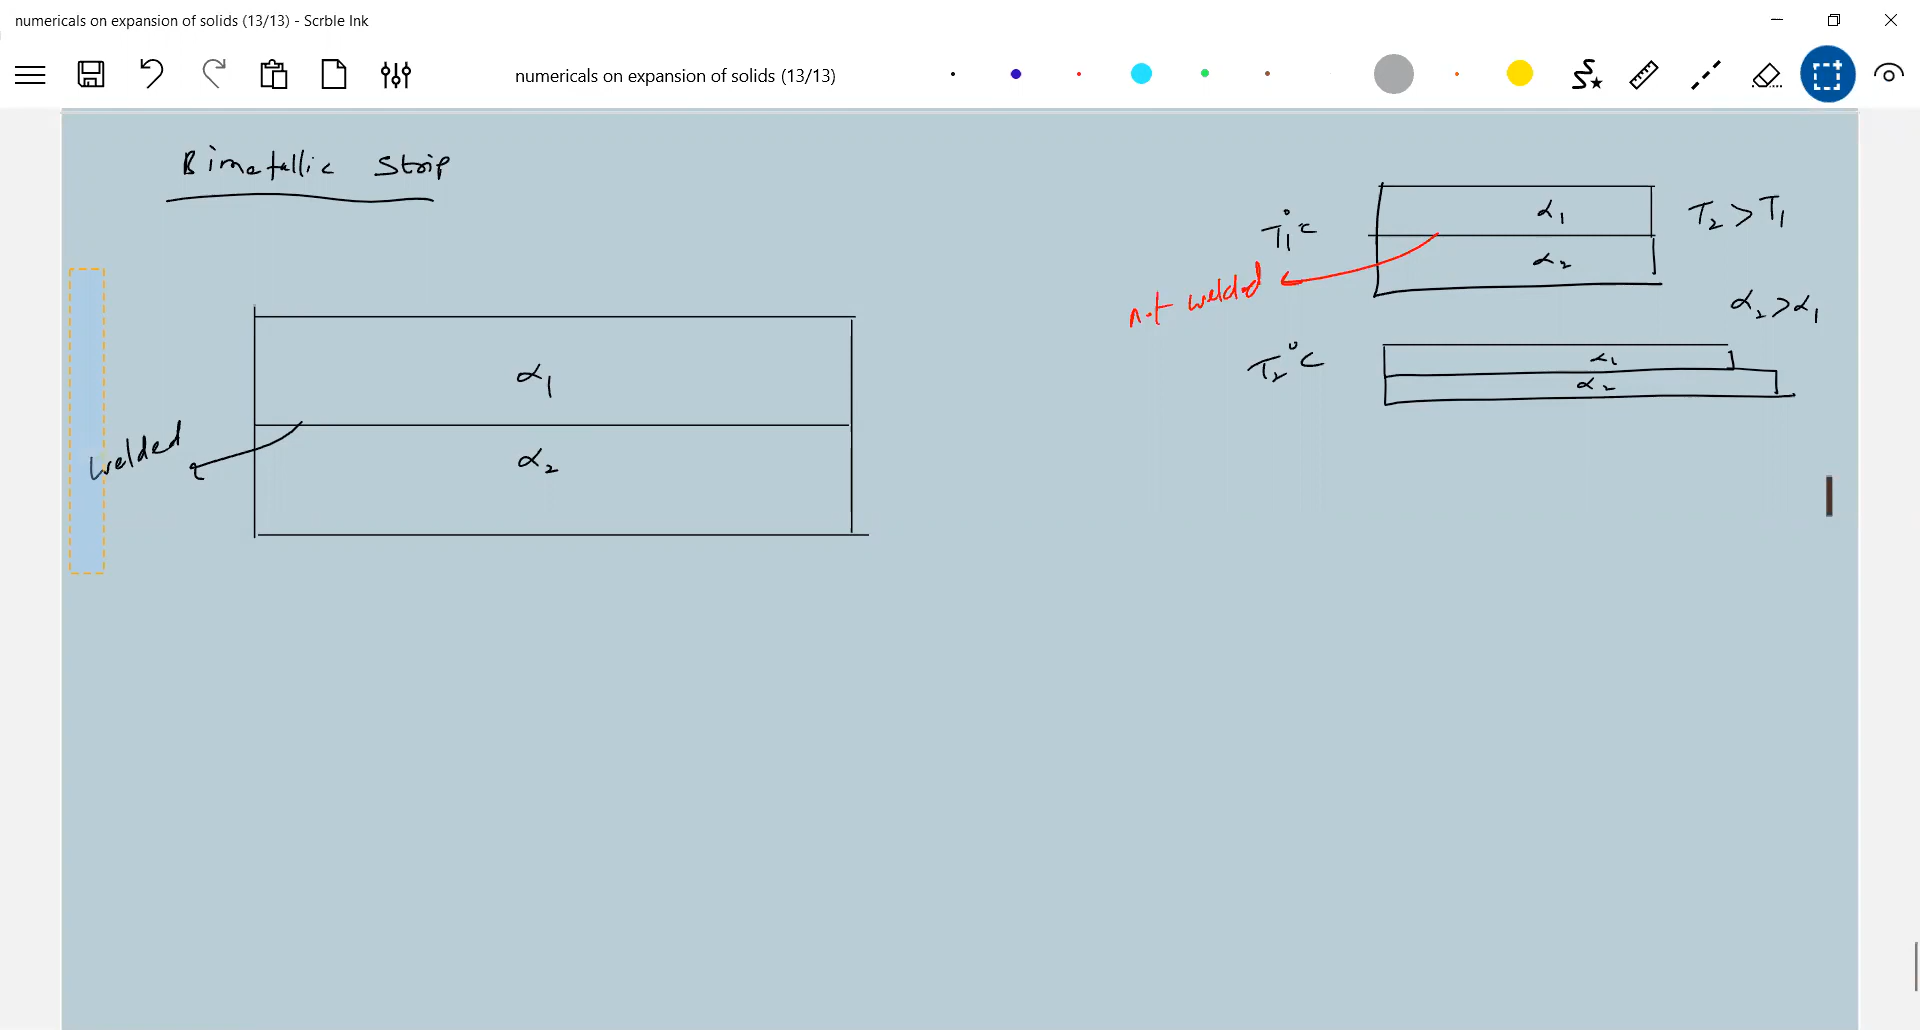 numericals on expansion of solids (13/13) - Scrble Ink
numericals on expansion of solids (13/13)
Bimetallic Strip
T₁°C
α₁
T₂ > T₁
α₂
not welded
α₂ > α₁
T₂°C
α₁
α₂
α₁
welded
α₂